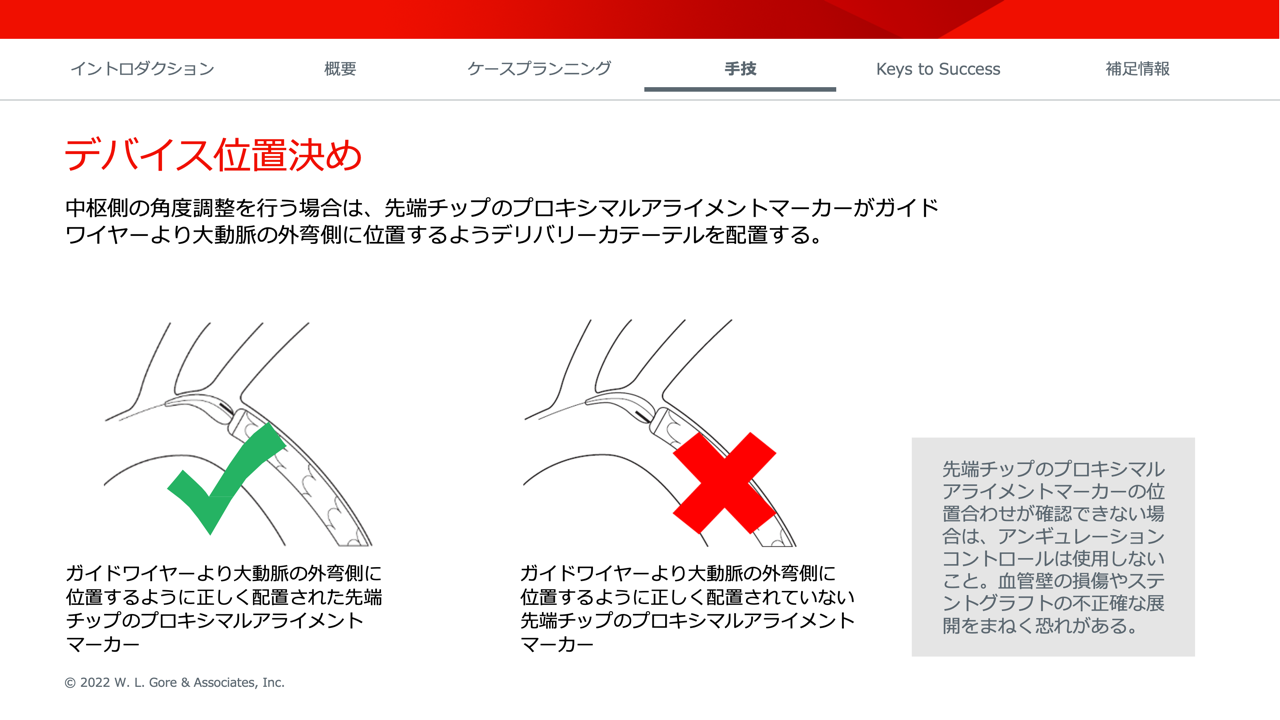 イントロダクション
概要
ケースプランニング
手技
Keys to Success
補足情報
デバイス位置決め
中枢側の角度調整を行う場合は、先端チップのプロキシマルアライメントマーカーがガイド
ワイヤーより大動脈の外弯側に位置するようデリバリーカテーテルを配置する。
ガイドワイヤーより大動脈の外弯側に
位置するように正しく配置された先端
チップのプロキシマルアライメント
マーカー
ガイドワイヤーより大動脈の外弯側に
位置するように正しく配置されていない
先端チップのプロキシマルアライメント
マーカー
先端チップのプロキシマル
アライメントマーカーの位
置合わせが確認できない場
合は、アンギュレーション
コントロールは使用しない
こと。血管壁の損傷やステ
ントグラフトの不正確な展
開をまねく恐れがある。
© 2022 W. L. Gore & Associates, Inc.